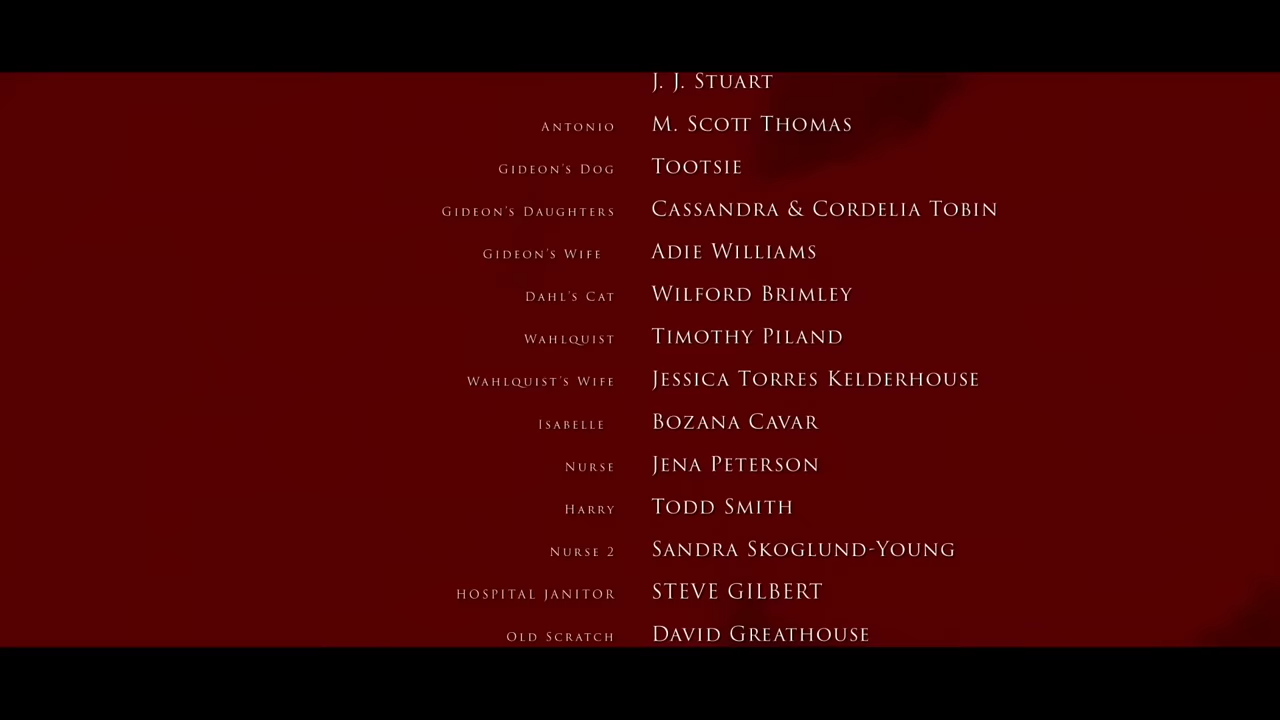 J. J. Stuart
Antonio M. Scott Thomas
Gideon's Dog Tootsie
Gideon's Daughters Cassandra & Cordelia Tobin
Gideon's Wife Adie Williams
Dahl's Cat Wilford Brimley
Wahlquist Timothy Piland
Wahlquist's Wife Jessica Torres Kelderhouse
Isabelle Bozana Cavar
Nurse Jena Peterson
Harry Todd Smith
Nurse 2 Sandra Skoglund-Young
HOSPITAL JANITOR STEVE GILBERT
Old Scratch David Greathouse